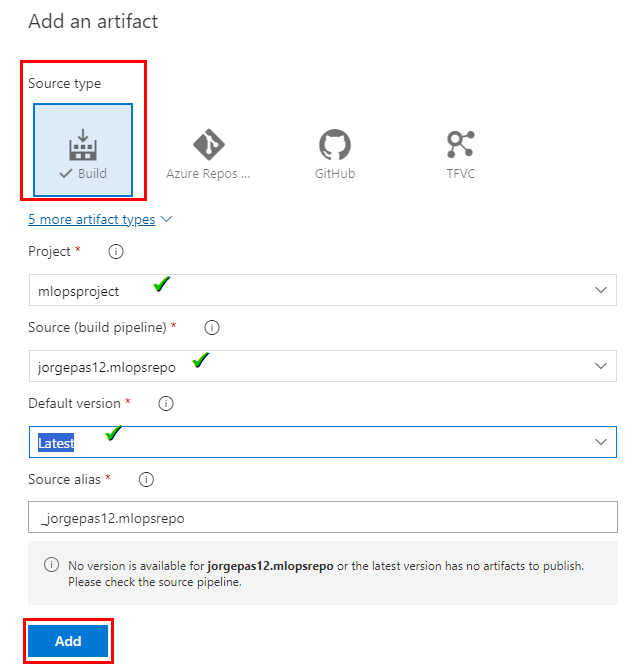 Add an artifact
Source type
Build
Azure Repos ...
GitHub
TFVC
5 more artifact types
Project *
mlopsproject
Source (build pipeline) *
jorgepas12.mlopsrepo
Default version *
Latest
Source alias *
_jorgepas12.mlopsrepo
No version is available for jorgepas12.mlopsrepo or the latest version has no artifacts to publish.
Please check the source pipeline.
Add